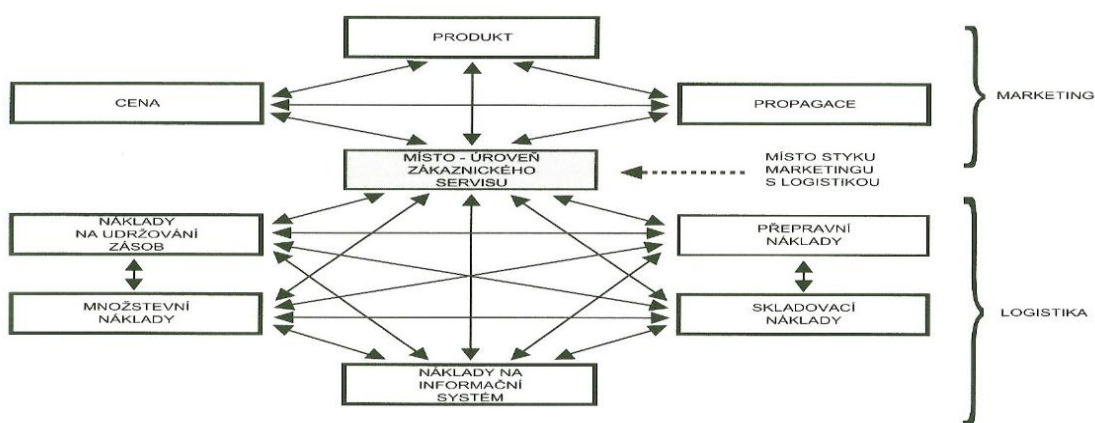 PRODUKT
CENA
PROPAGACE
MARKETING
MÍSTO - ÚROVEŇ
ZÁKAZNICKÉHO
SERVISU
MÍSTO STYKU
MARKETINGU
S LOGISTIKOU
NÁKLADY
NA UDRŽOVÁNÍ
ZÁSOB
PŘEPRAVNÍ
NÁKLADY
MNOŽSTEVNÍ
NÁKLADY
SKLADOVACÍ
NÁKLADY
LOGISTIKA
NÁKLADY NA
INFORMAČNÍ
SYSTÉM